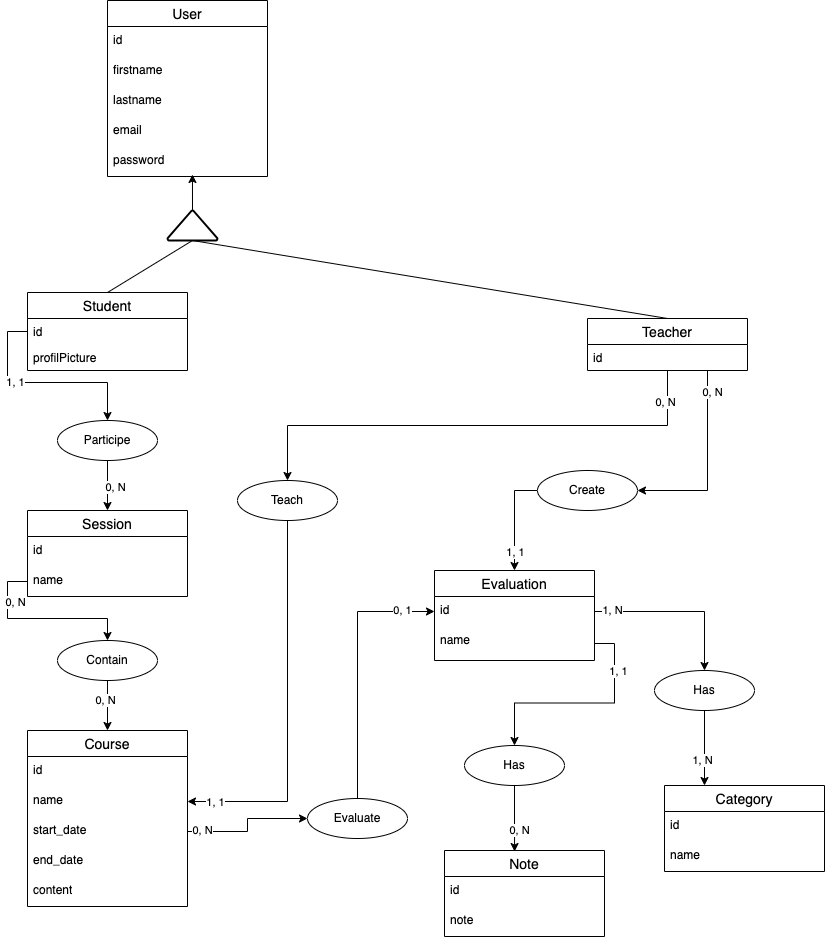 User
id
firstname
lastname
email
password
Student
id
profilPicture
Teacher
id
1, 1
0, N
0, N
Participe
0, N
Teach
Create
Session
id
name
1, 1
Evaluation
id
name
0, N
0, 1
1, N
Contain
1, 1
0, N
Has
Course
id
name
start_date
end_date
content
1, 1
0, N
Evaluate
Has
1, N
0, N
Category
id
name
Note
id
note